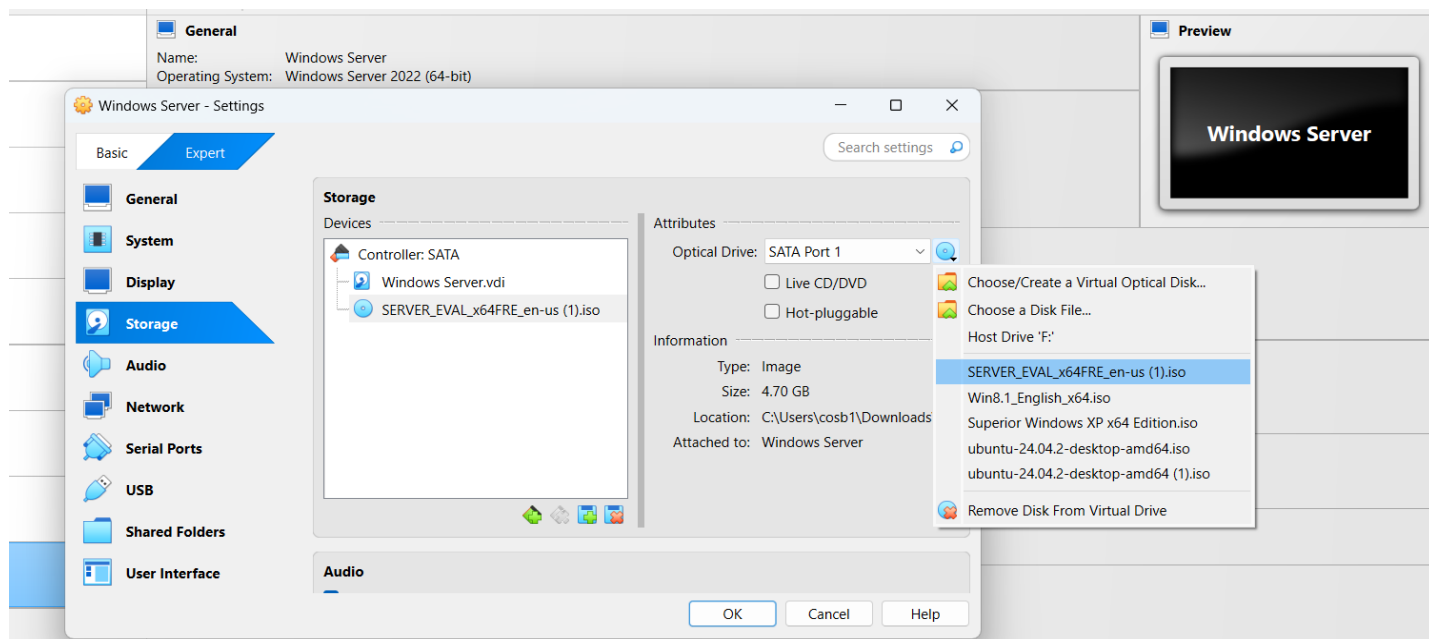 General
Name: Windows Server
Operating System: Windows Server 2022 (64-bit)
Preview
Windows Server
Windows Server - Settings
Basic
Expert
Search settings
General
System
Display
Storage
Audio
Network
Serial Ports
USB
Shared Folders
User Interface
Storage
Devices
Controller: SATA
Windows Server.vdi
SERVER_EVAL_x64FRE_en-us (1).iso
Attributes
Optical Drive: SATA Port 1
Live CD/DVD
Hot-pluggable
Information
Type: Image
Size: 4.70 GB
Location: C:\Users\cosb1\Downloads\
Attached to: Windows Server
Choose/Create a Virtual Optical Disk...
Choose a Disk File...
Host Drive 'F:'
SERVER_EVAL_x64FRE_en-us (1).iso
Win8.1_English_x64.iso
Superior Windows XP x64 Edition.iso
ubuntu-24.04.2-desktop-amd64.iso
ubuntu-24.04.2-desktop-amd64 (1).iso
Remove Disk From Virtual Drive
Audio
OK
Cancel
Help